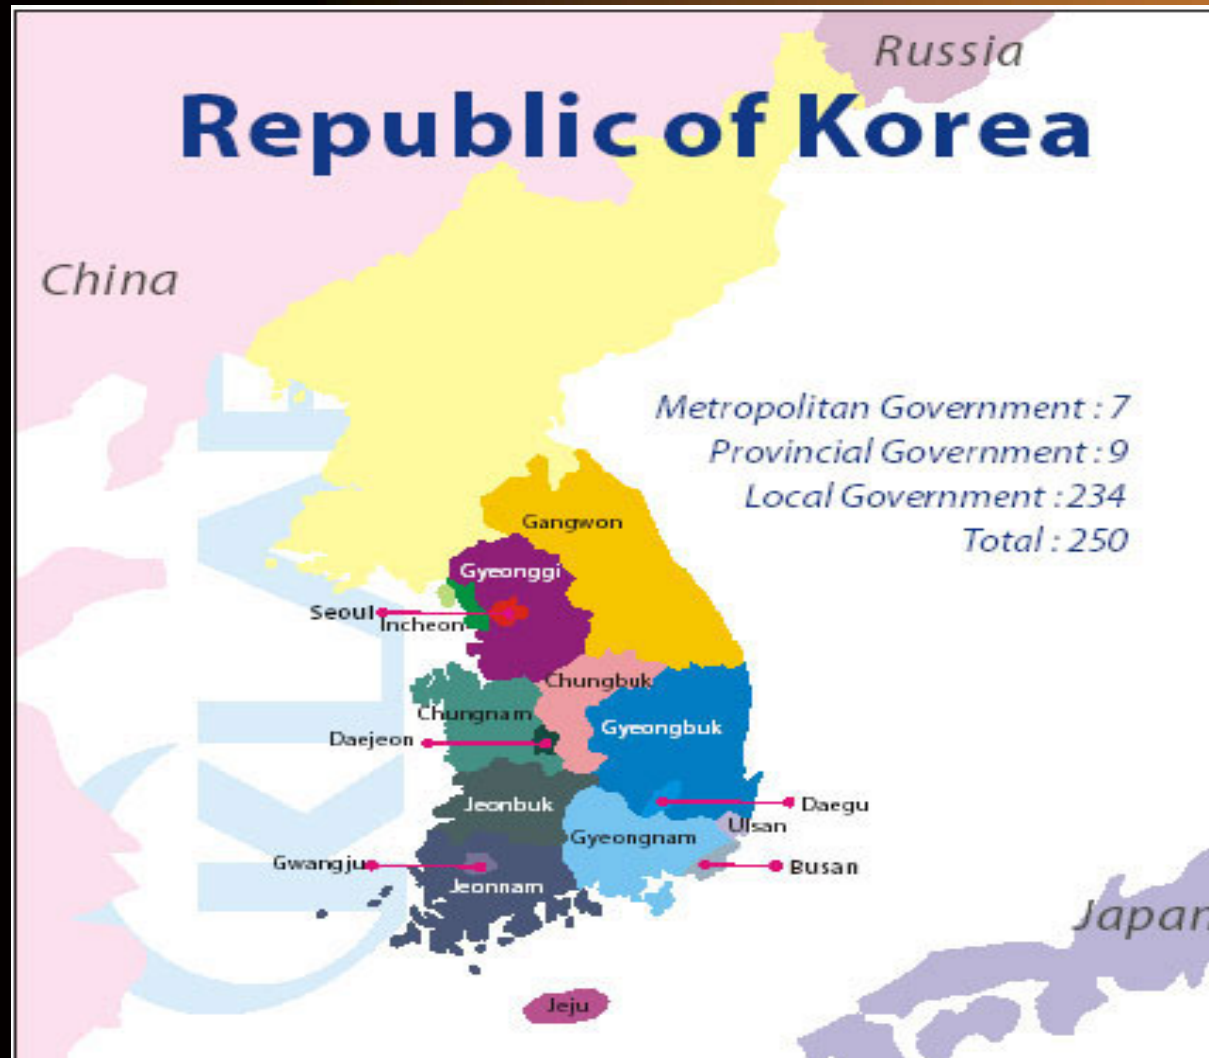 Russia
Republic of Korea
China
Metropolitan Government : 7
Provincial Government : 9
Local Government : 234
Total : 250
Gangwon
Gyeonggi
Seoul
Incheon
Chungbuk
Chungnam
Gyeongbuk
Daejeon
Jeonbuk
Daegu
Ulsan
Gyeongnam
Gwangju
Busan
Jeonnam
Japan
Jeju